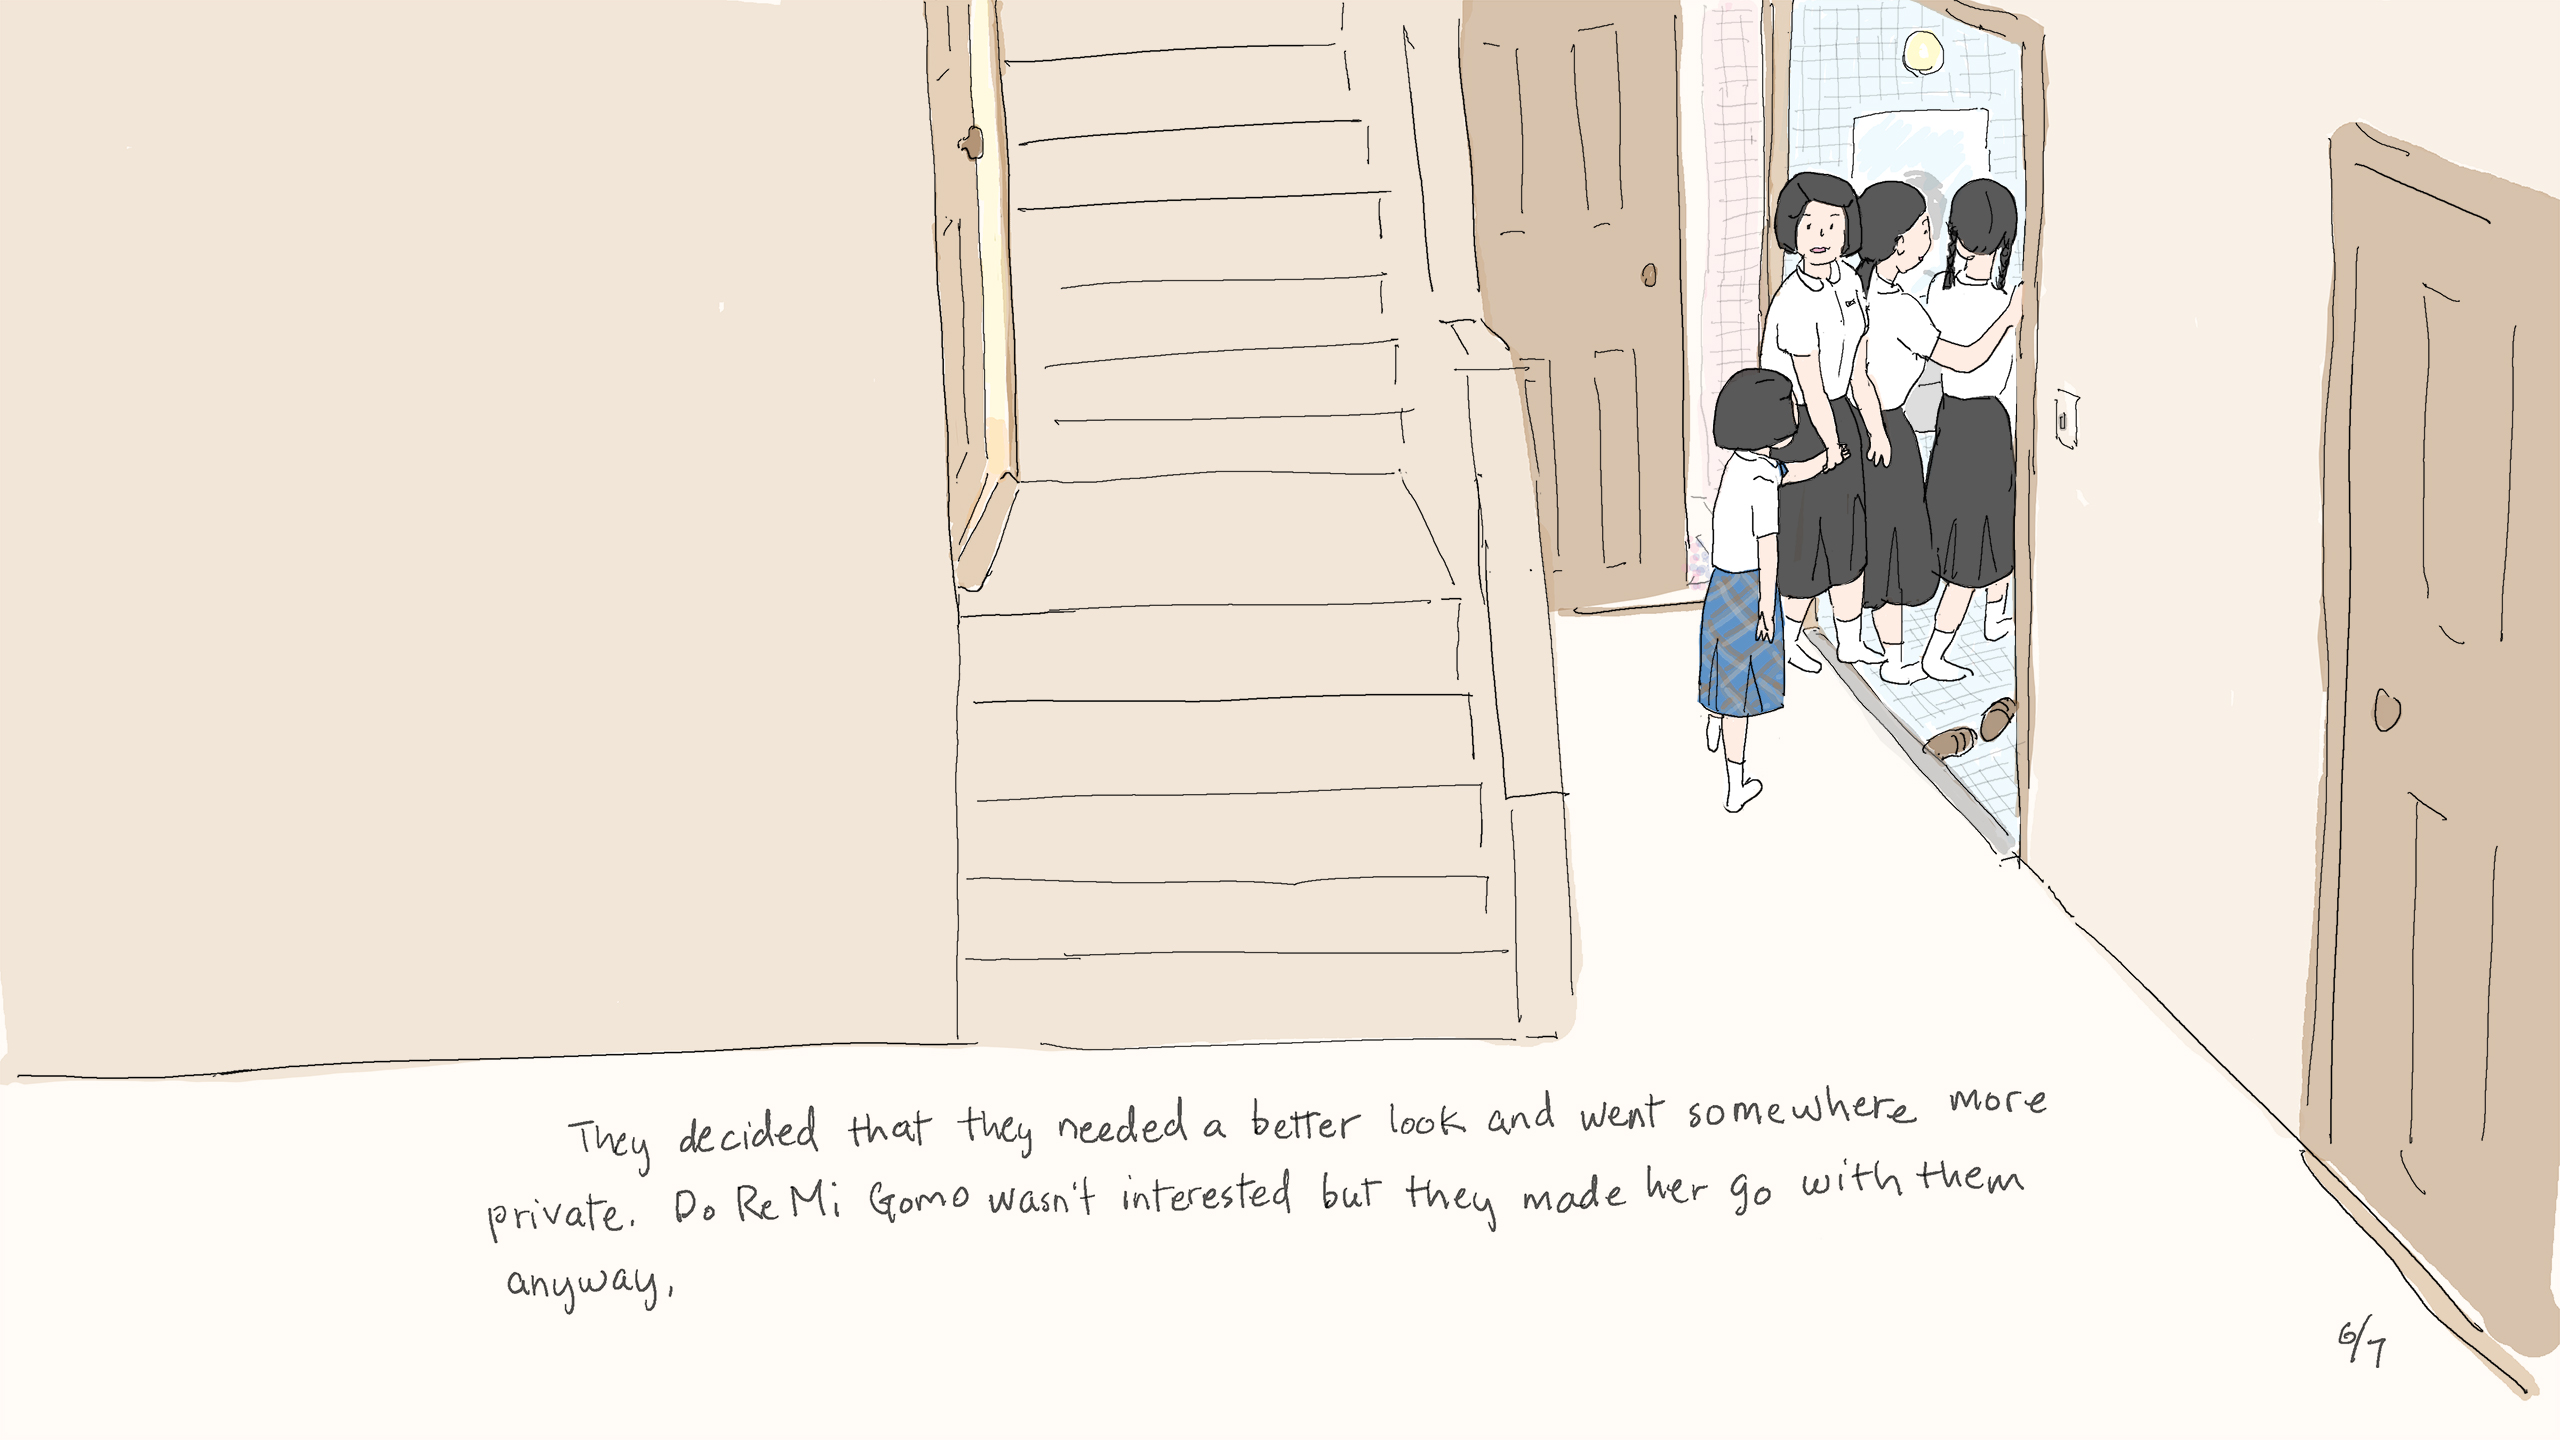 They decided that they needed a better look and went somewhere more
private. Do Re Mi Gomo wasn't interested but they made her go with them
anyway.
6/7